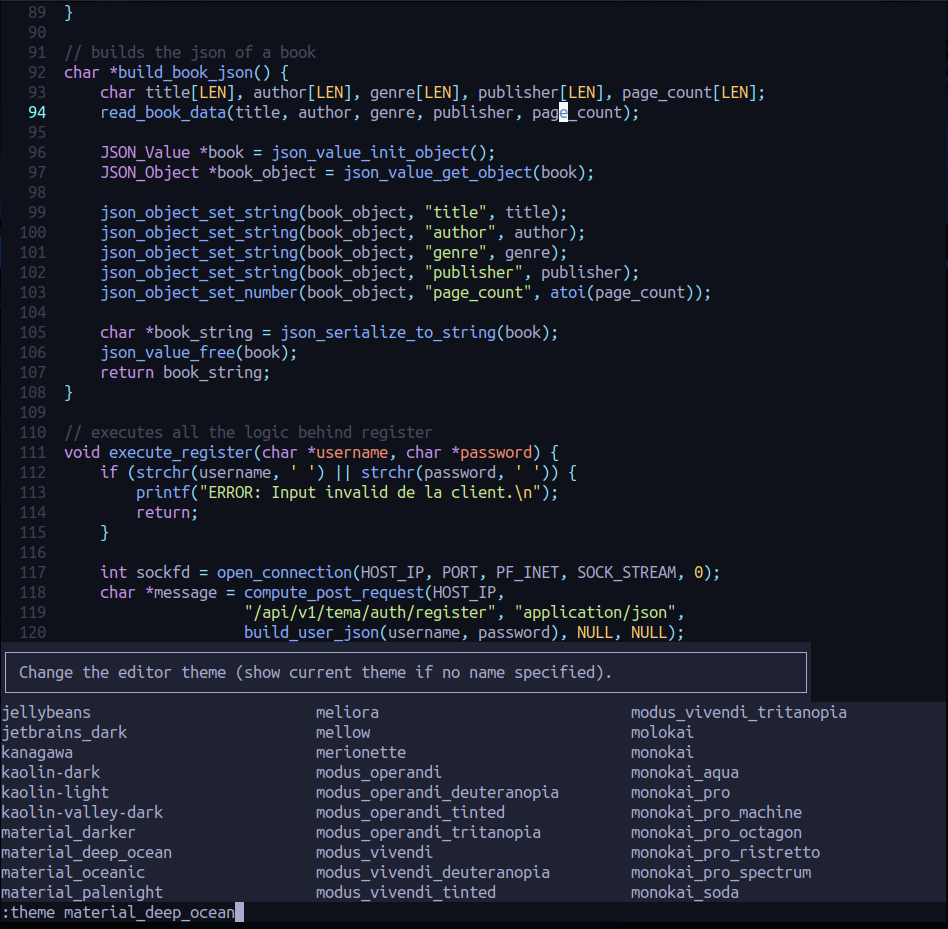 89  }
90
91  // builds the json of a book
92  char *build_book_json() {
93      char title[LEN], author[LEN], genre[LEN], publisher[LEN], page_count[LEN];
94      read_book_data(title, author, genre, publisher, page_count);
95
96      JSON_Value *book = json_value_init_object();
97      JSON_Object *book_object = json_value_get_object(book);
98
99      json_object_set_string(book_object, "title", title);
100      json_object_set_string(book_object, "author", author);
101      json_object_set_string(book_object, "genre", genre);
102      json_object_set_string(book_object, "publisher", publisher);
103      json_object_set_number(book_object, "page_count", atoi(page_count));
104
105      char *book_string = json_serialize_to_string(book);
106      json_value_free(book);
107      return book_string;
108  }
109
110  // executes all the logic behind register
111  void execute_register(char *username, char *password) {
112      if (strchr(username, ' ') || strchr(password, ' ')) {
113          printf("ERROR: Input invalid de la client.\n");
114          return;
115      }
116
117      int sockfd = open_connection(HOST_IP, PORT, PF_INET, SOCK_STREAM, 0);
118      char *message = compute_post_request(HOST_IP,
119                      "/api/v1/tema/auth/register", "application/json",
120                      build_user_json(username, password), NULL, NULL);
Change the editor theme (show current theme if no name specified).
jellybeans meliora modus_vivendi_tritanopia
jetbrains_dark mellow molokai
kanagawa merionette monokai
kaolin-dark modus_operandi monokai_aqua
kaolin-light modus_operandi_deuteranopia monokai_pro
kaolin-valley-dark modus_operandi_tinted monokai_pro_machine
material_darker modus_operandi_tritanopia monokai_pro_octagon
material_deep_ocean modus_vivendi monokai_pro_ristretto
material_oceanic modus_vivendi_deuteranopia monokai_pro_spectrum
material_palenight modus_vivendi_tinted monokai_soda
:theme material_deep_ocean